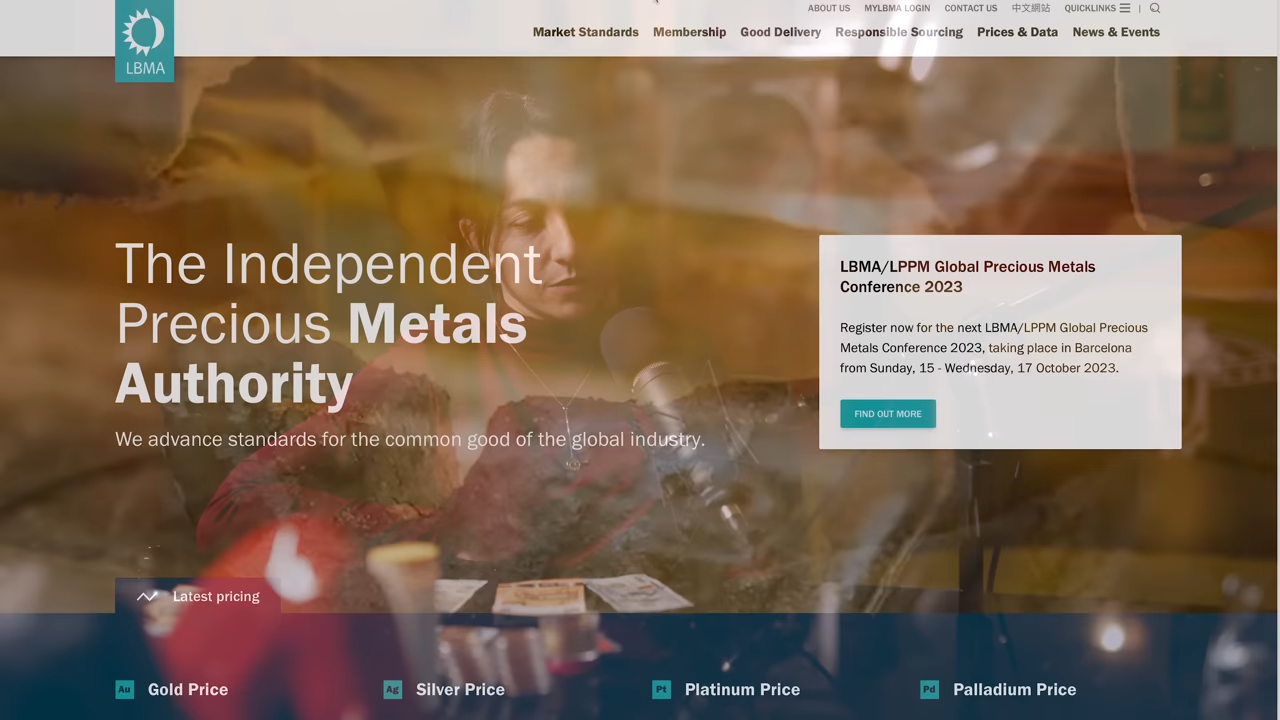 ABOUT US MYLBMA LOGIN CONTACT US 中文網站 QUICKLINKS
LBMA
Market Standards Membership Good Delivery Responsible Sourcing Prices & Data News & Events
The Independent
Precious Metals
Authority
We advance standards for the common good of the global industry.
LBMA/LPPM Global Precious Metals
Conference 2023
Register now for the next LBMA/LPPM Global Precious
Metals Conference 2023, taking place in Barcelona
from Sunday, 15 - Wednesday, 17 October 2023.
FIND OUT MORE
Latest pricing
Au Gold Price
Ag Silver Price
Pt Platinum Price
Pd Palladium Price